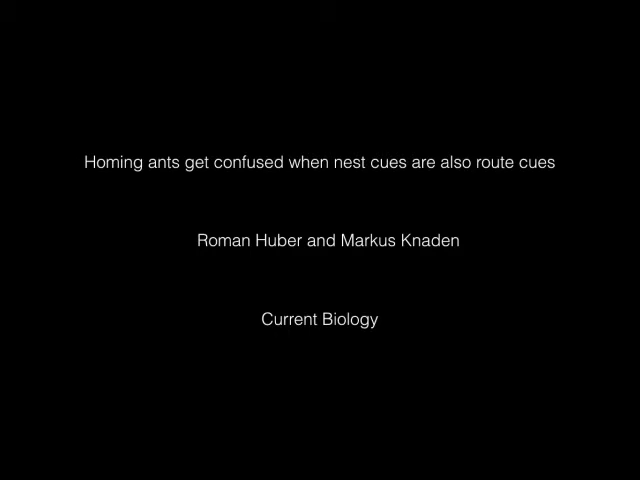 Homing ants get confused when nest cues are also route cues
Roman Huber and Markus Knaden
Current Biology